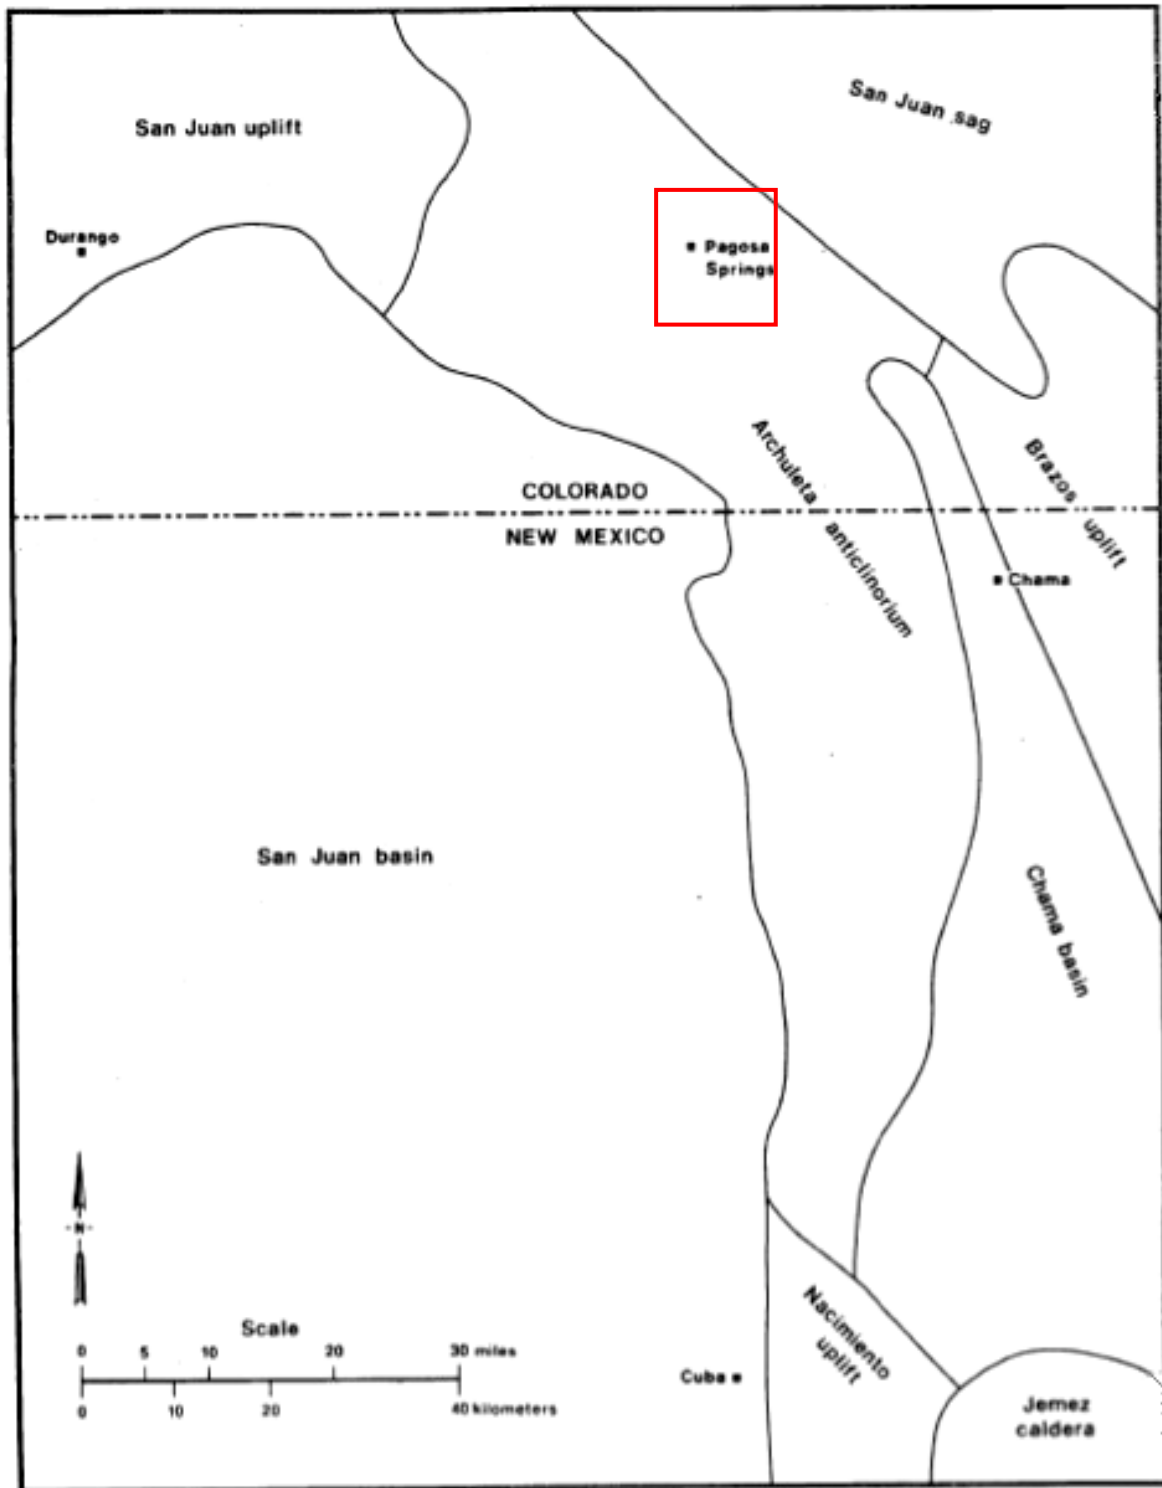 San Juan uplift
San Juan sag
Durango
Pagosa
Springs
Archuleta anticlinorium
Brazos uplift
COLORADO
NEW MEXICO
Chama
San Juan basin
Chama basin
-N-
Scale
0 5 10 20 30 miles
0 10 20 40 kilometers
Nacimiento
uplift
Cuba
Jemez
caldera